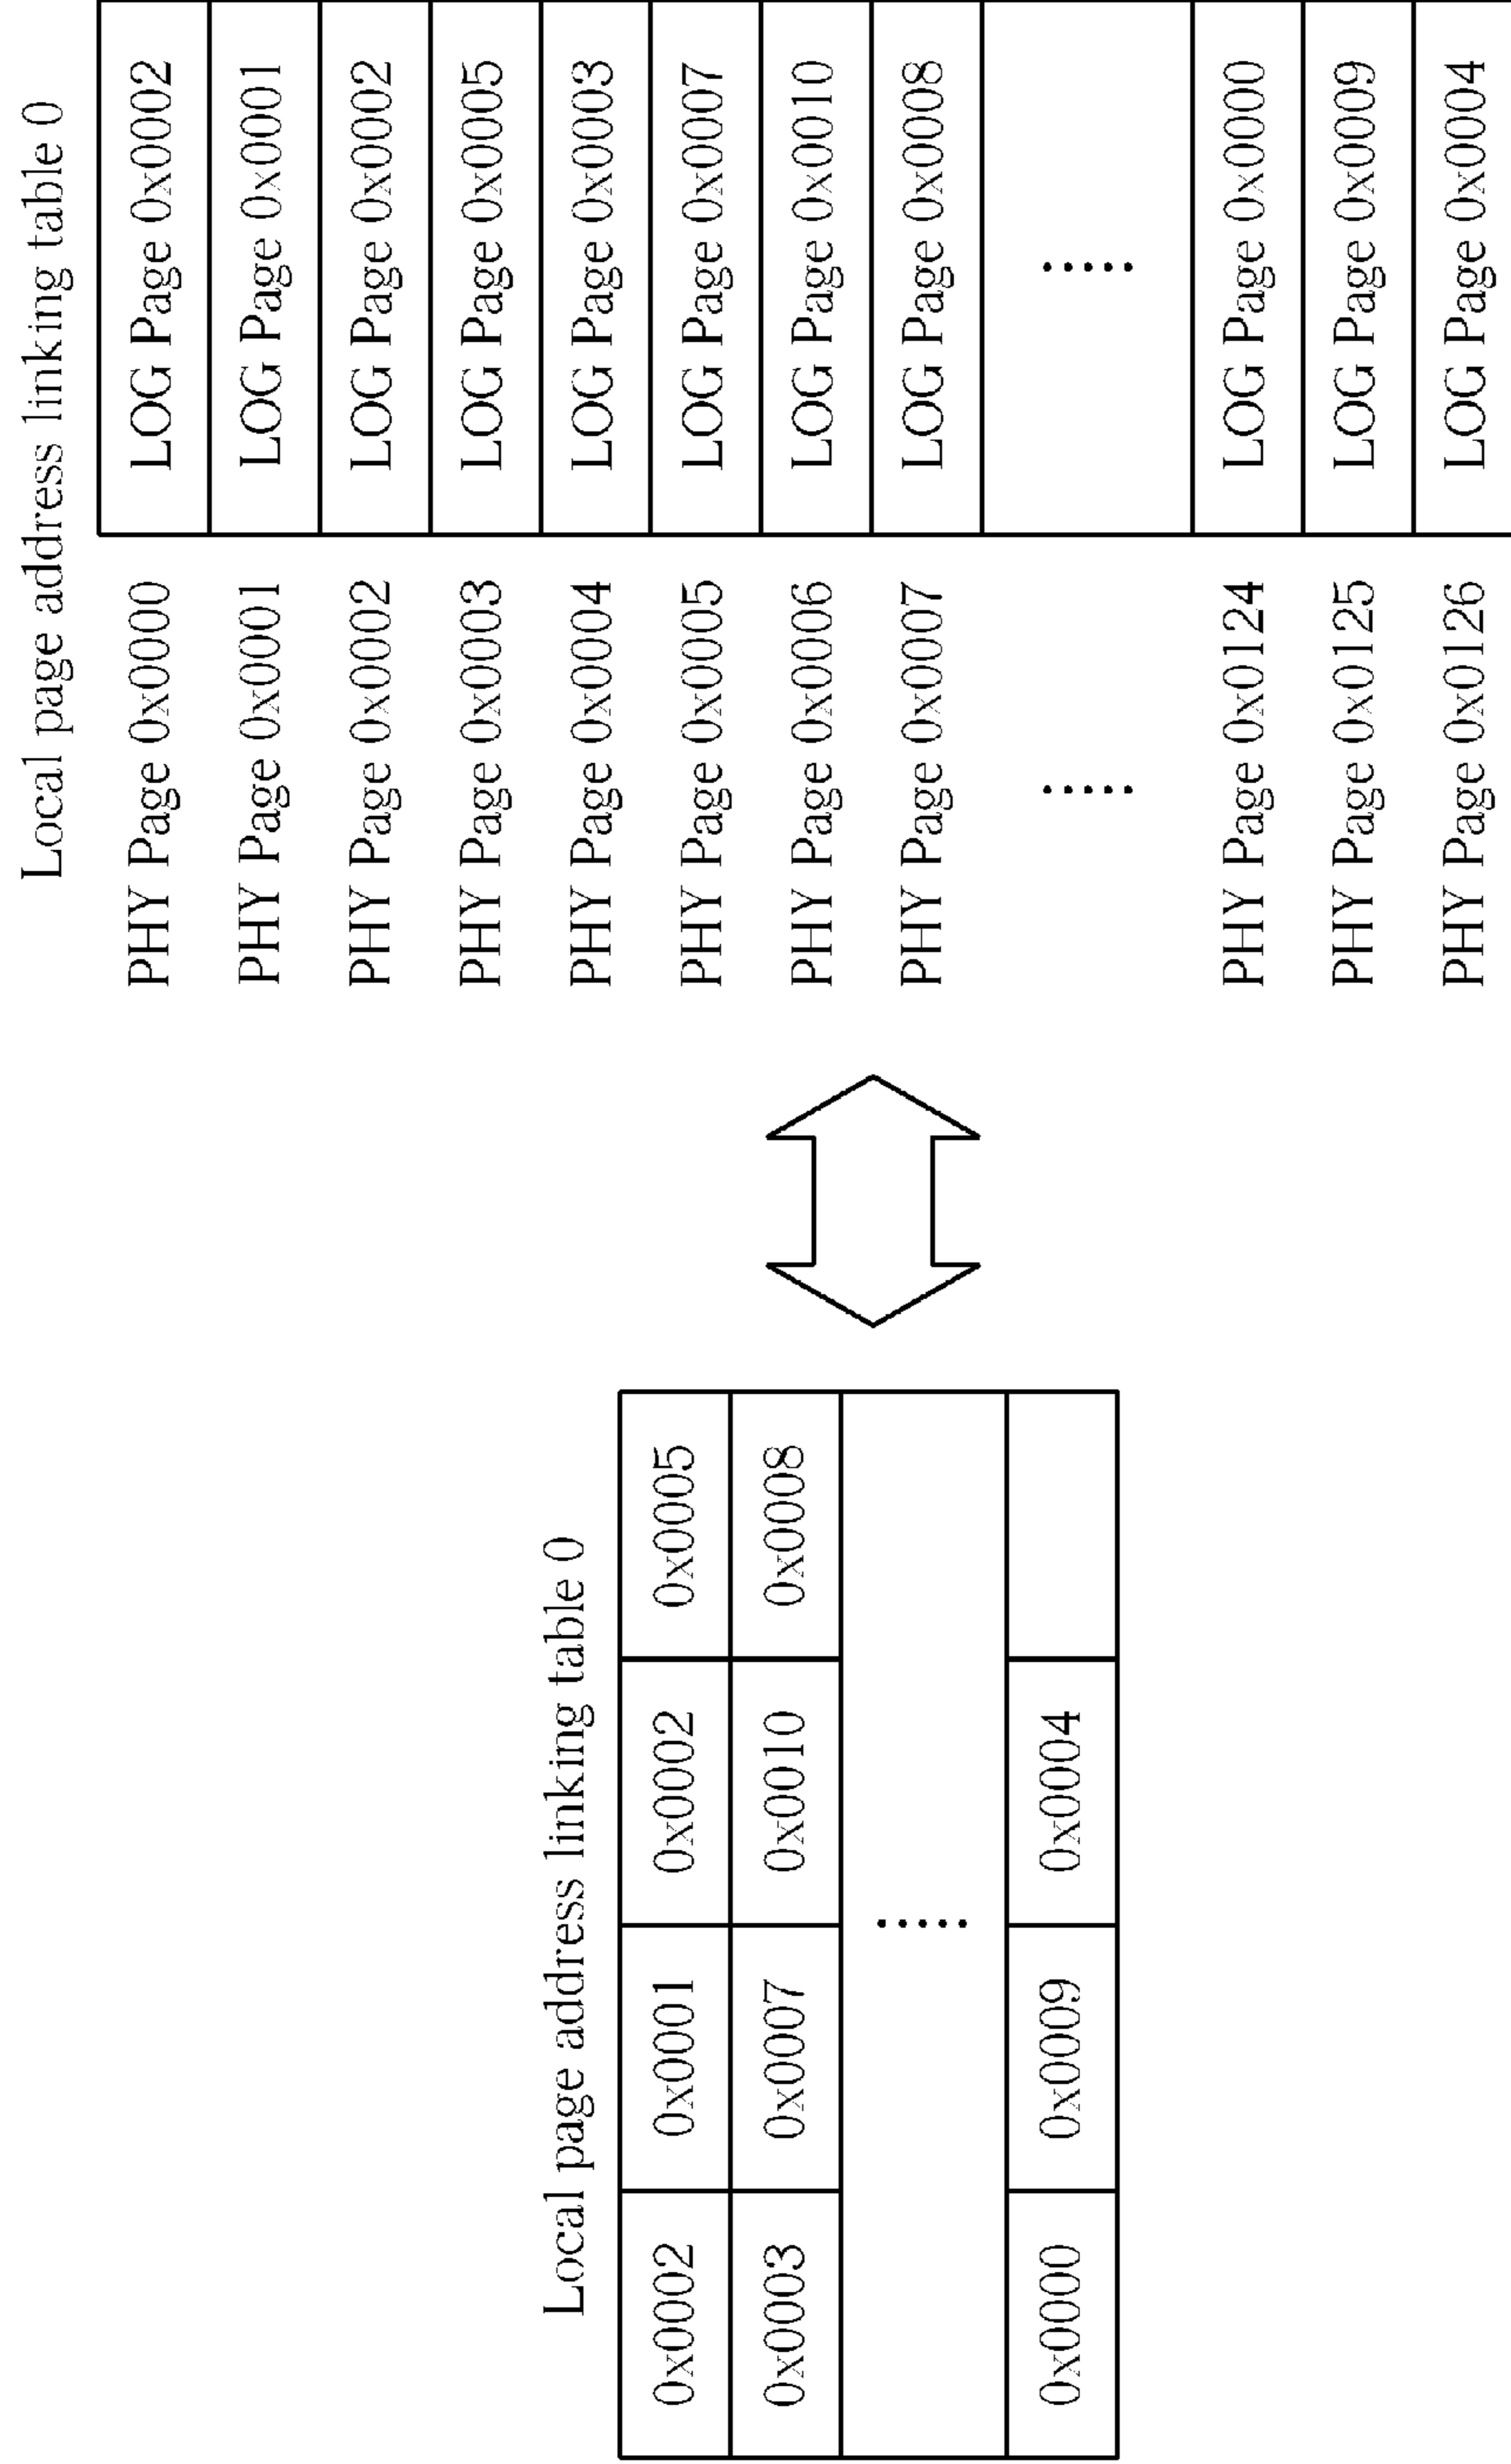 Local page address linking table 0
0x0002 0x0001 0x0002 0x0005
0x0003 0x0007 0x0010 0x0008
.....
0x0000 0x0009 0x0004
Local page address linking table 0
PHY Page 0x0000 LOG Page 0x0002
PHY Page 0x0001 LOG Page 0x0001
PHY Page 0x0002 LOG Page 0x0002
PHY Page 0x0003 LOG Page 0x0005
PHY Page 0x0004 LOG Page 0x0003
PHY Page 0x0005 LOG Page 0x0007
PHY Page 0x0006 LOG Page 0x0010
PHY Page 0x0007 LOG Page 0x0008
..... .....
PHY Page 0x0124 LOG Page 0x0000
PHY Page 0x0125 LOG Page 0x0009
PHY Page 0x0126 LOG Page 0x0004